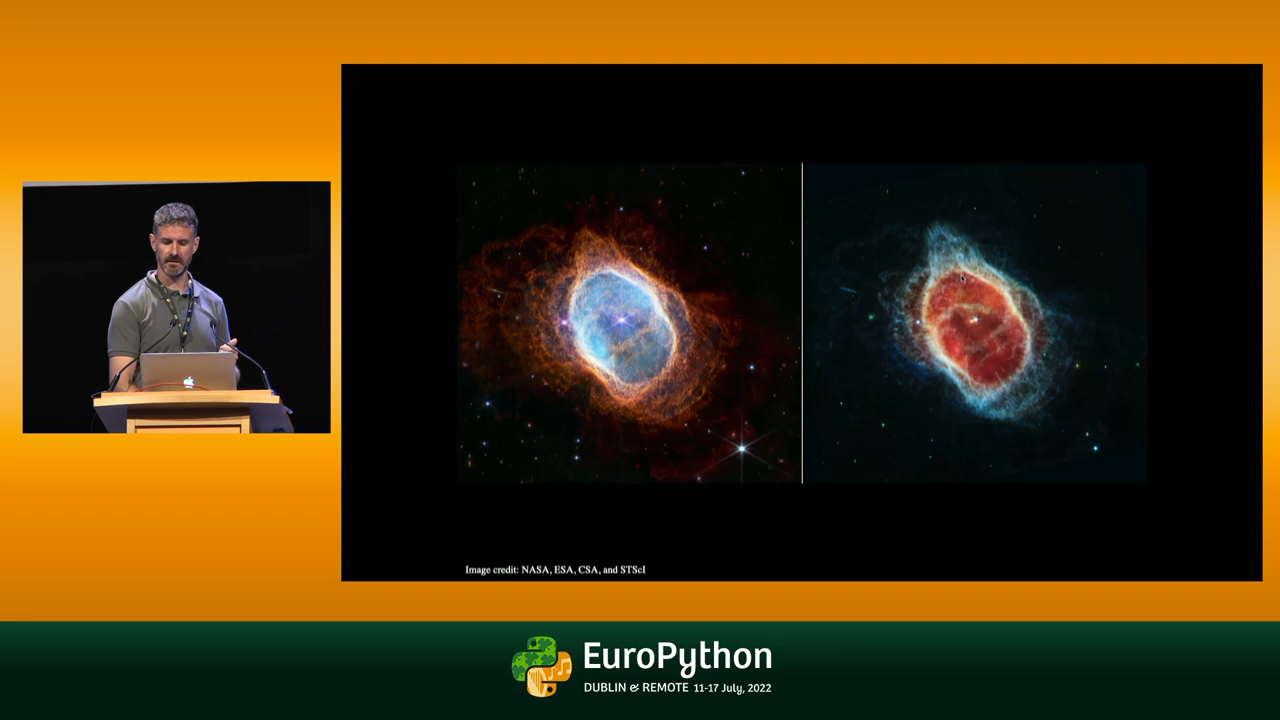 Image credit: NASA, ESA, CSA, and STScI
EuroPython
DUBLIN & REMOTE 11-17 July, 2022